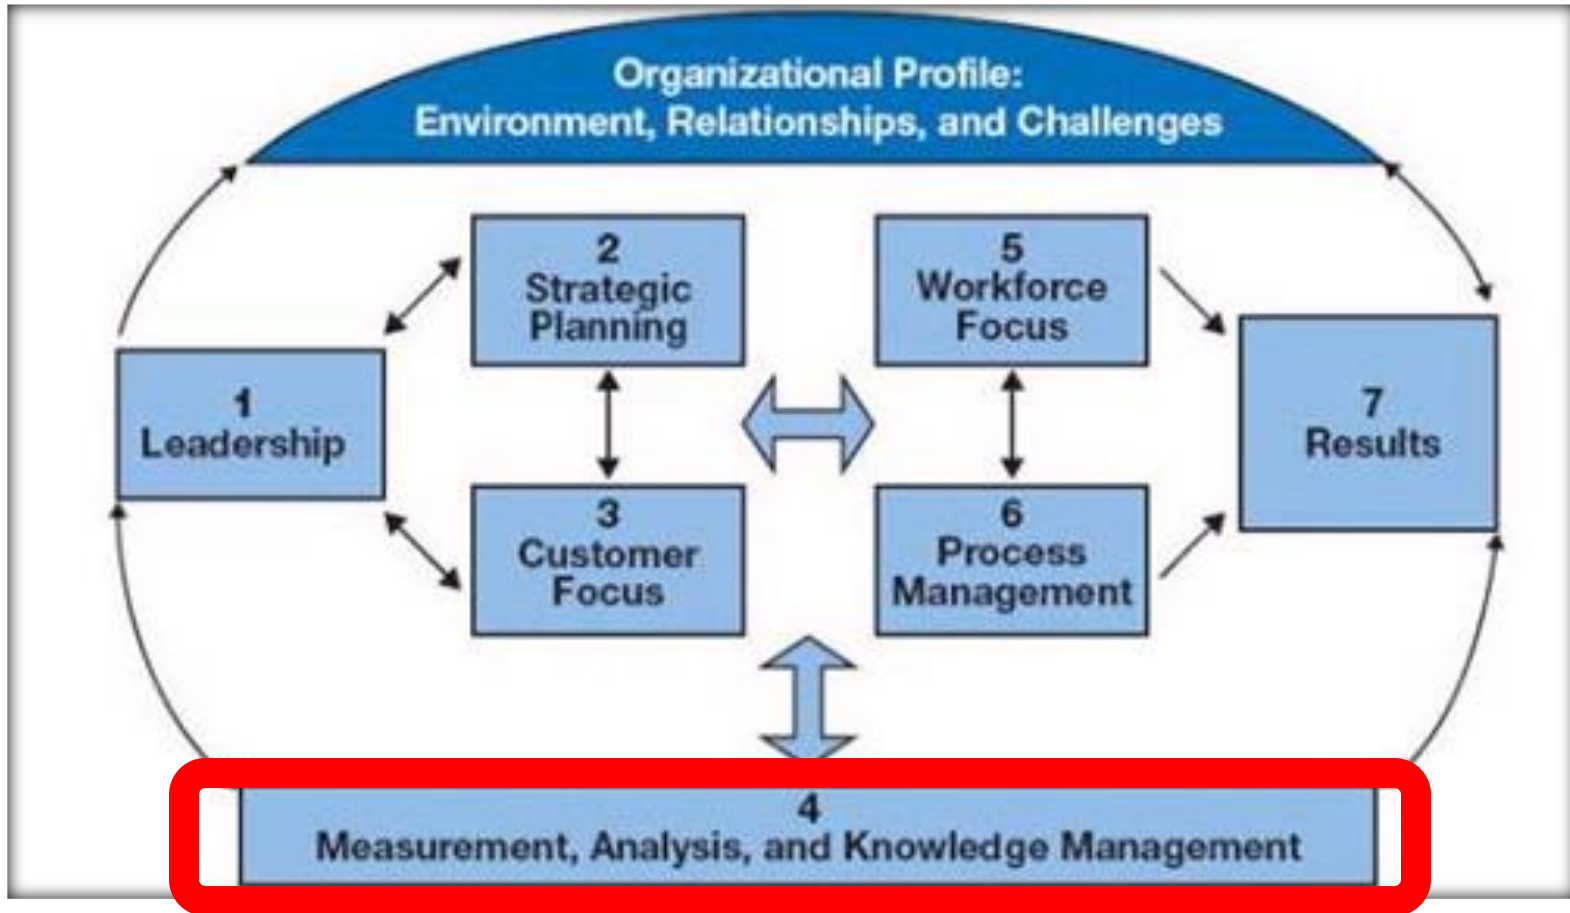 Organizational Profile:
Environment, Relationships, and Challenges
2
Strategic
Planning
5
Workforce
Focus
1
Leadership
7
Results
3
Customer
Focus
6
Process
Management
4
Measurement, Analysis, and Knowledge Management